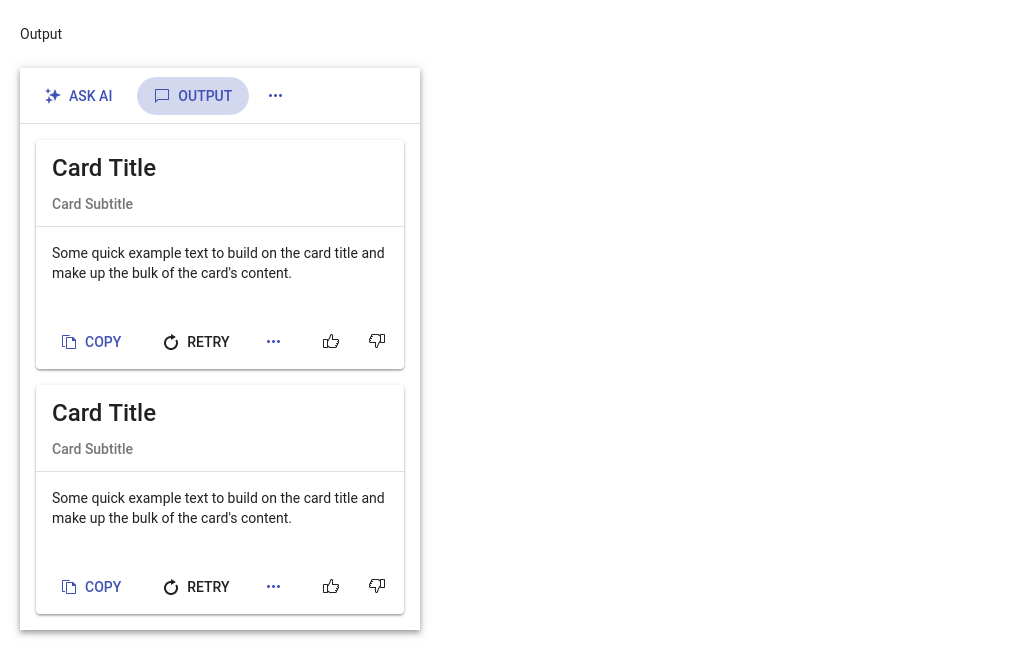 Output
ASK AI OUTPUT
Card Title
Card Subtitle
Some quick example text to build on the card title and
make up the bulk of the card's content.
COPY RETRY
Card Title
Card Subtitle
Some quick example text to build on the card title and
make up the bulk of the card's content.
COPY RETRY